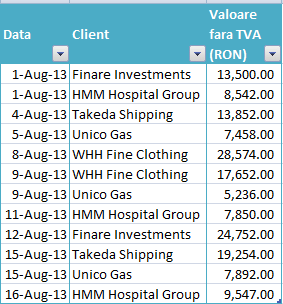 Data Client Valoare fara TVA (RON)
1-Aug-13 Finare Investments 13,500.00
1-Aug-13 HMM Hospital Group 8,542.00
4-Aug-13 Takeda Shipping 13,852.00
5-Aug-13 Unico Gas 7,458.00
8-Aug-13 WHH Fine Clothing 28,574.00
9-Aug-13 WHH Fine Clothing 17,652.00
9-Aug-13 Unico Gas 5,236.00
11-Aug-13 HMM Hospital Group 7,850.00
12-Aug-13 Finare Investments 24,752.00
15-Aug-13 Takeda Shipping 19,254.00
15-Aug-13 Unico Gas 7,892.00
16-Aug-13 HMM Hospital Group 9,547.00